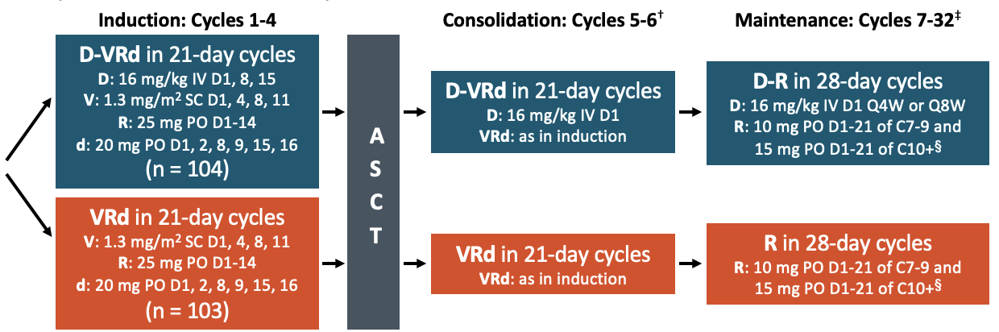 Induction: Cycles 1-4
D-VRd in 21-day cycles
D: 16 mg/kg IV D1, 8, 15
V: 1.3 mg/m² SC D1, 4, 8, 11
R: 25 mg PO D1-14
d: 20 mg PO D1, 2, 8, 9, 15, 16
(n = 104)
VRd in 21-day cycles
V: 1.3 mg/m² SC D1, 4, 8, 11
R: 25 mg PO D1-14
d: 20 mg PO D1, 2, 8, 9, 15, 16
(n = 103)
A
S
C
T
Consolidation: Cycles 5-6†
D-VRd in 21-day cycles
D: 16 mg/kg IV D1
VRd: as in induction
VRd in 21-day cycles
VRd: as in induction
Maintenance: Cycles 7-32‡
D-R in 28-day cycles
D: 16 mg/kg IV D1 Q4W or Q8W
R: 10 mg PO D1-21 of C7-9 and
15 mg PO D1-21 of C10+§
R in 28-day cycles
R: 10 mg PO D1-21 of C7-9 and
15 mg PO D1-21 of C10+§